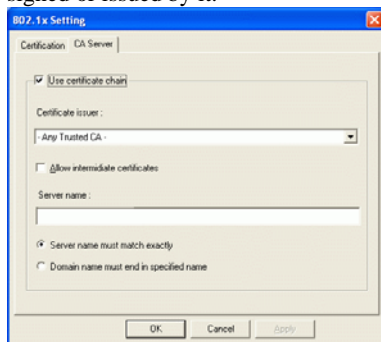 signed or issued by it.
802.1x Setting
Certification CA Server
Use certificate chain
Certificate issuer :
- Any Trusted CA -
Allow intermidiate certificates
Server name :
Server name must match exactly
Domain name must end in specified name
OK Cancel Apply